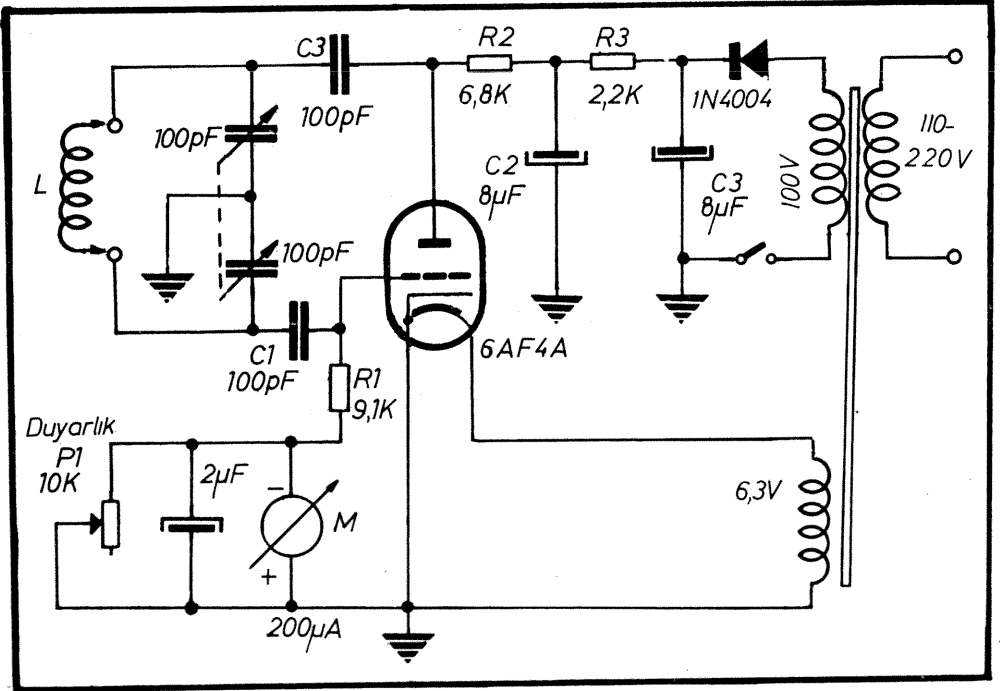 C3
100pF
R2
6,8K
R3
2,2K
1N4004
100pF
L
100pF
C2
8µF
C3
8µF
100V
110-
220V
6AF4A
C1
100pF
R1
9,1K
Duyarlık
P1
10K
2µF
−
M
+
200µA
6,3V